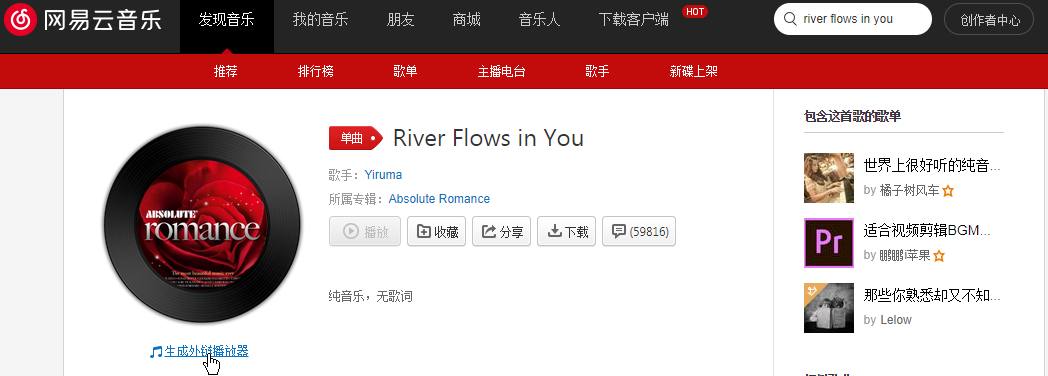 网易云音乐
发现音乐 我的音乐 朋友 商城 音乐人 下载客户端 HOT
river flows in you
创作者中心
推荐 排行榜 歌单 主播电台 歌手 新碟上架
单曲 River Flows in You
歌手：Yiruma
所属专辑：Absolute Romance
播放 收藏 分享 下载 (59816)
纯音乐，无歌词
ABSOLUTE
romance
The most beautiful music ever
生成外链播放器
包含这首歌的歌单
世界上很好听的纯音...
by 橘子树风车
Pr
适合视频剪辑BGM...
by 鹏鹏i苹果
那些你熟悉却又不知...
by Lelow